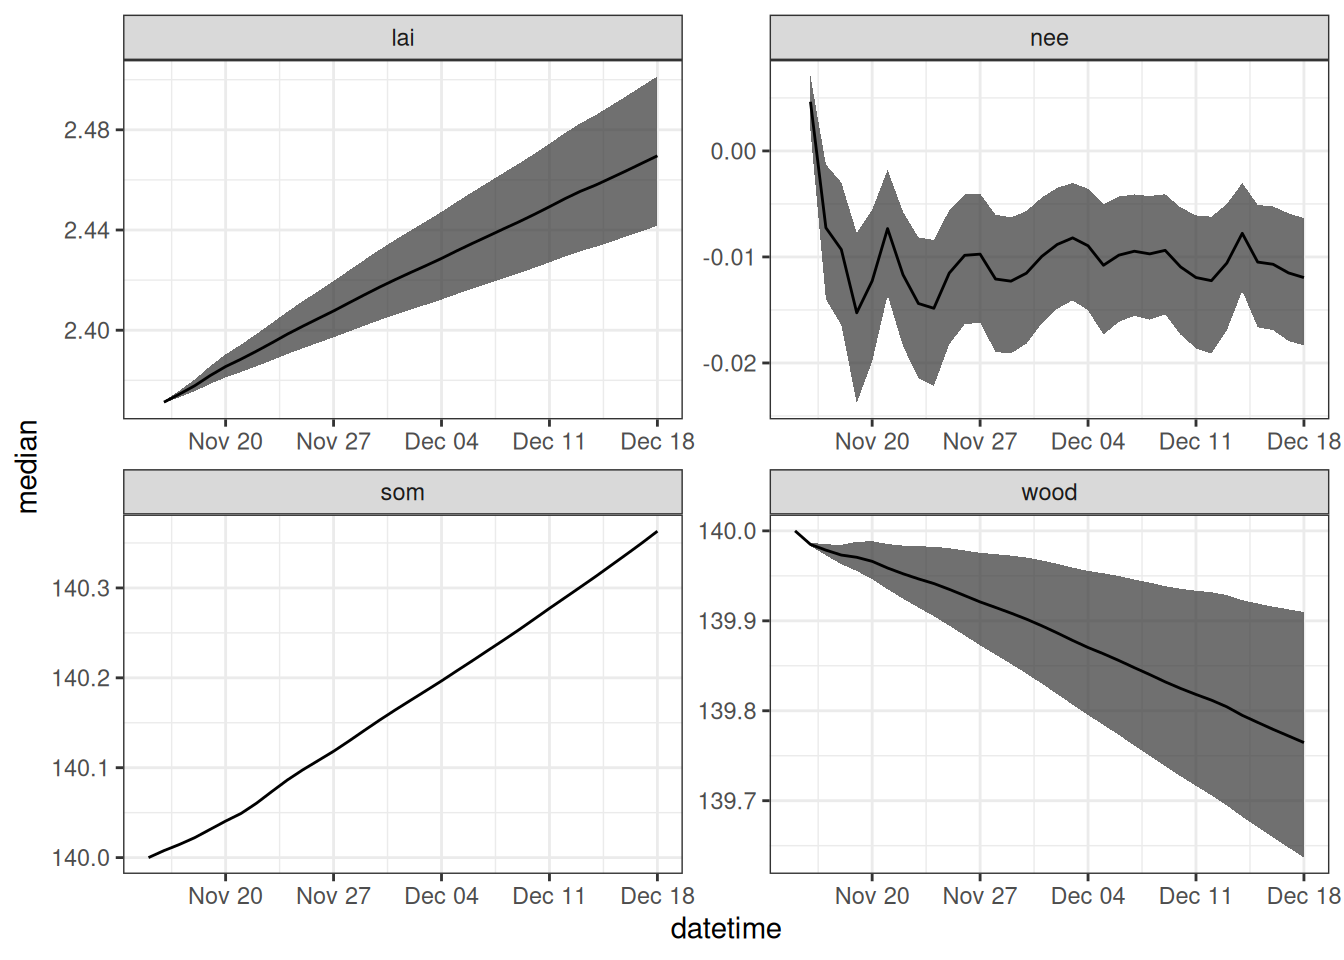 lai
nee
2.48
2.44
2.40
0.00
-0.01
-0.02
Nov 20 Nov 27 Dec 04 Dec 11 Dec 18
Nov 20 Nov 27 Dec 04 Dec 11 Dec 18
median
som
wood
140.3
140.2
140.1
140.0
140.0
139.9
139.8
139.7
Nov 20 Nov 27 Dec 04 Dec 11 Dec 18
Nov 20 Nov 27 Dec 04 Dec 11 Dec 18
datetime